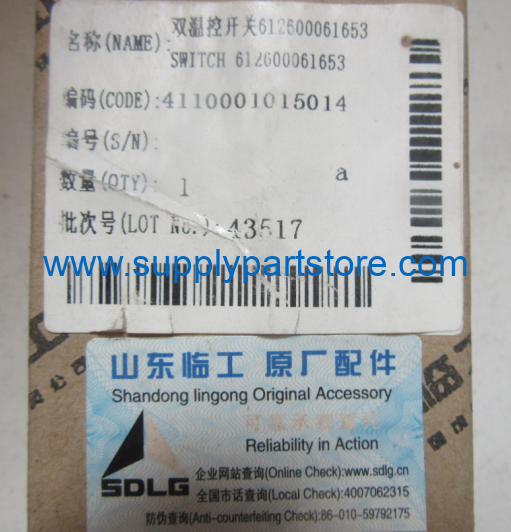 双温控开关612600061653
名称(NAME):
SWITCH 612600061653
编码(CODE):4110001015014
编号(S/N):
数量(QTY): 1 a
批次号(LOT No.):43517
www.supplypartstore.com
山东临工 原厂配件
Shandong lingong Original Accessory
Reliability in Action
SDLG
企业网站查询(Online Check):www.sdlg.cn
全国市话查询(Local Check):4007062315
防伪查询(Anti-counterfeiting Check):86-010-59792175